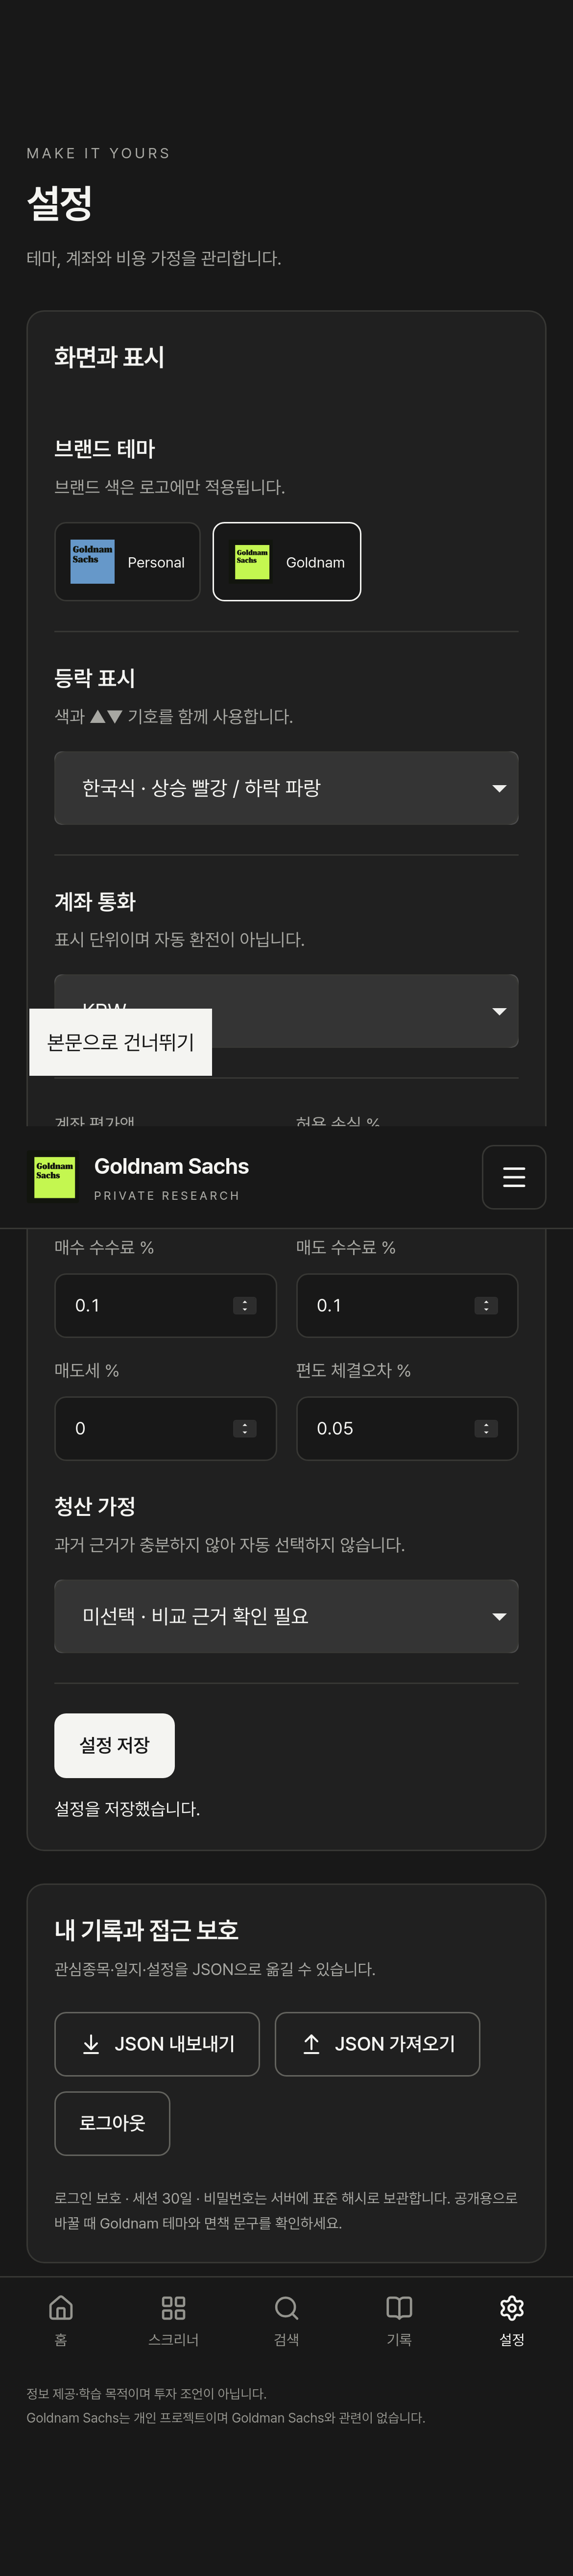 MAKE IT YOURS
설정
테마, 계좌와 비용 가정을 관리합니다.
화면과 표시
브랜드 테마
브랜드 색은 로고에만 적용됩니다.
Goldnam
Sachs
Personal
Goldnam
Sachs
Goldnam
등락 표시
색과 ▲▼ 기호를 함께 사용합니다.
한국식 · 상승 빨강 / 하락 파랑
계좌 통화
표시 단위이며 자동 환전이 아닙니다.
KRW
본문으로 건너뛰기
계좌 평가액 허용 손실 %
Goldnam
Sachs
Goldnam Sachs
PRIVATE RESEARCH
매수 수수료 % 매도 수수료 %
0.1 0.1
매도세 % 편도 체결오차 %
0 0.05
청산 가정
과거 근거가 충분하지 않아 자동 선택하지 않습니다.
미선택 · 비교 근거 확인 필요
설정 저장
설정을 저장했습니다.
내 기록과 접근 보호
관심종목·일지·설정을 JSON으로 옮길 수 있습니다.
JSON 내보내기 JSON 가져오기
로그아웃
로그인 보호 · 세션 30일 · 비밀번호는 서버에 표준 해시로 보관합니다. 공개용으로
바꿀 때 Goldnam 테마와 면책 문구를 확인하세요.
홈 스크리너 검색 기록 설정
정보 제공·학습 목적이며 투자 조언이 아닙니다.
Goldnam Sachs는 개인 프로젝트이며 Goldman Sachs와 관련이 없습니다.